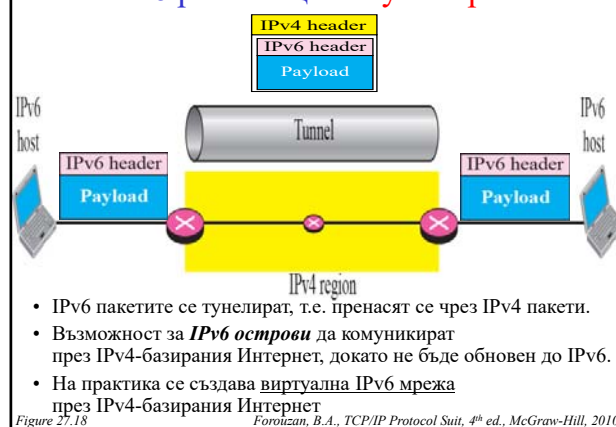 IPv4 header
IPv6 header
Payload
IPv6
host
Tunnel
IPv6
host
IPv6 header
Payload
IPv6 header
Payload
IPv4 region
• IPv6 пакетите се тунелират, т.е. пренасят се чрез IPv4 пакети.
• Възможност за IPv6 острови да комуникират
през IPv4-базирания Интернет, докато не бъде обновен до IPv6.
• На практика се създава виртуална IPv6 мрежа
през IPv4-базирания Интернет
Figure 27.18
Forouzan, B.A., TCP/IP Protocol Suit, 4th ed., McGraw-Hill, 2010